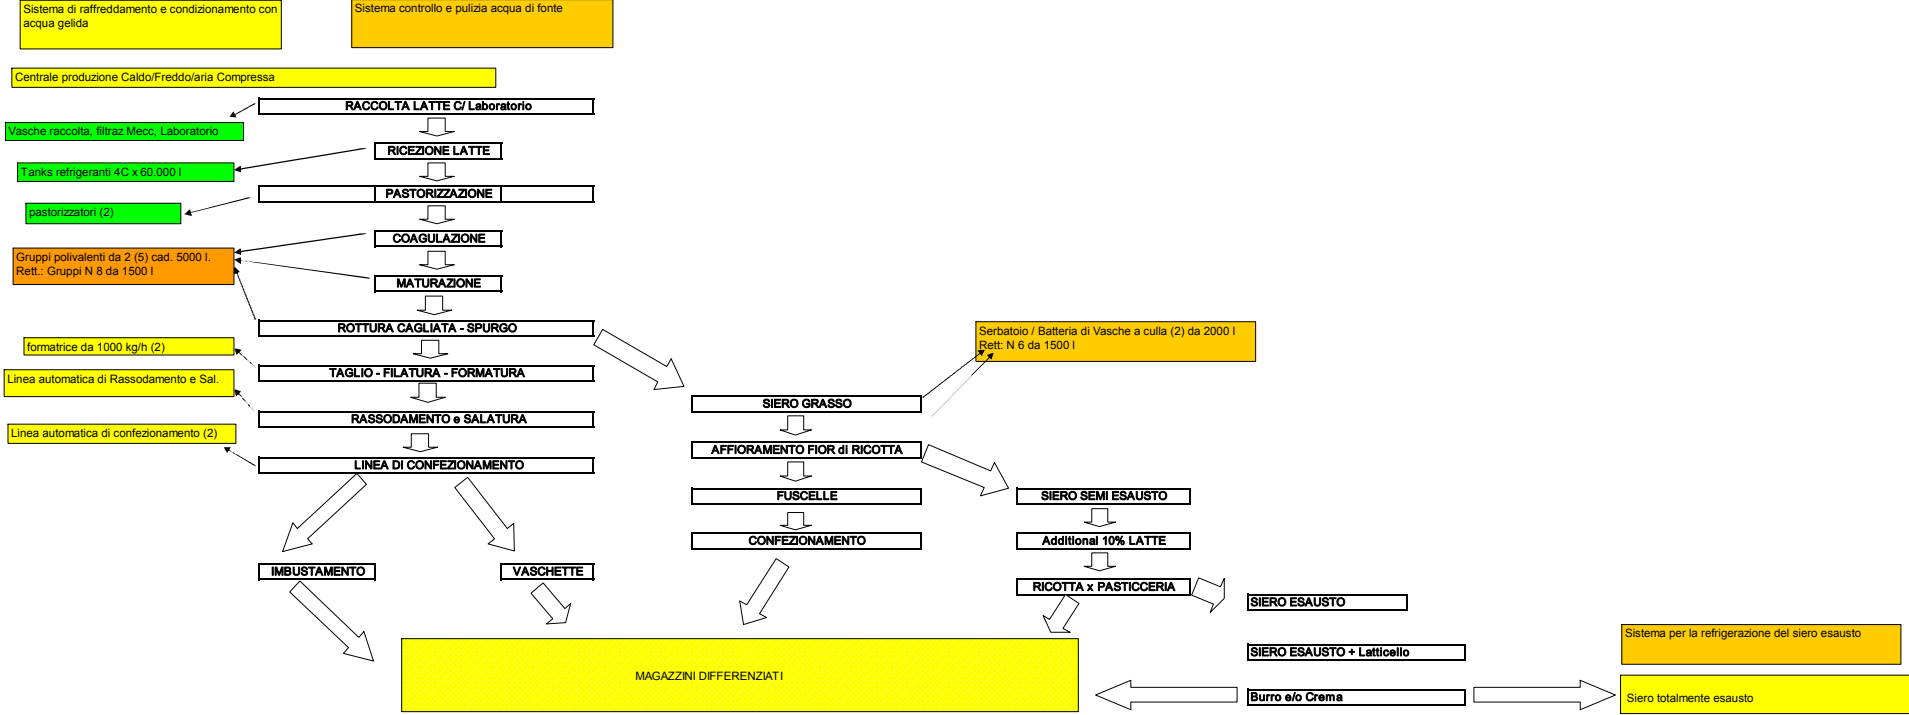 Sistema di raffreddamento e condizionamento con
acqua gelida
Sistema controllo e pulizia acqua di fonte
Centrale produzione Caldo/Freddo/aria Compressa
RACCOLTA LATTE C/ Laboratorio
Vasche raccolta, filtraz Mecc, Laboratorio
RICEZIONE LATTE
Tanks refrigeranti 4C x 60.000 l
PASTORIZZAZIONE
pastorizzatori (2)
COAGULAZIONE
Gruppi polivalenti da 2 (5) cad. 5000 l.
Rett.: Gruppi N 8 da 1500 l
MATURAZIONE
ROTTURA CAGLIATA - SPURGO
Serbatoio / Batteria di Vasche a culla (2) da 2000 l
Rett: N 6 da 1500 l
formatrice da 1000 kg/h (2)
TAGLIO - FILATURA - FORMATURA
Linea automatica di Rassodamento e Sal.
SIERO GRASSO
RASSODAMENTO e SALATURA
Linea automatica di confezionamento (2)
AFFIORAMENTO FIOR di RICOTTA
LINEA DI CONFEZIONAMENTO
FUSCELLE
SIERO SEMI ESAUSTO
CONFEZIONAMENTO
Additional 10% LATTE
IMBUSTAMENTO
VASCHETTE
RICOTTA x PASTICCERIA
SIERO ESAUSTO
Sistema per la refrigerazione del siero esausto
SIERO ESAUSTO + Latticello
MAGAZZINI DIFFERENZIATI
Burro e/o Crema
Siero totalmente esausto